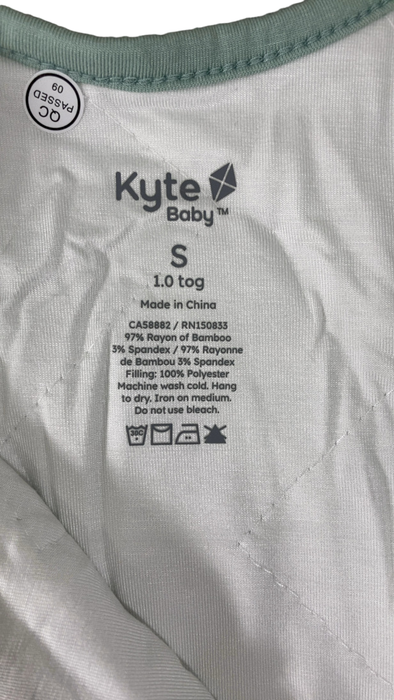 QC
PASSED
09
Kyte
Baby™
S
1.0 tog
Made in China
CA58882 / RN150833
97% Rayon of Bamboo
3% Spandex / 97% Rayonne
de Bambou 3% Spandex
Filling: 100% Polyester
Machine wash cold. Hang
to dry. Iron on medium.
Do not use bleach.
30C